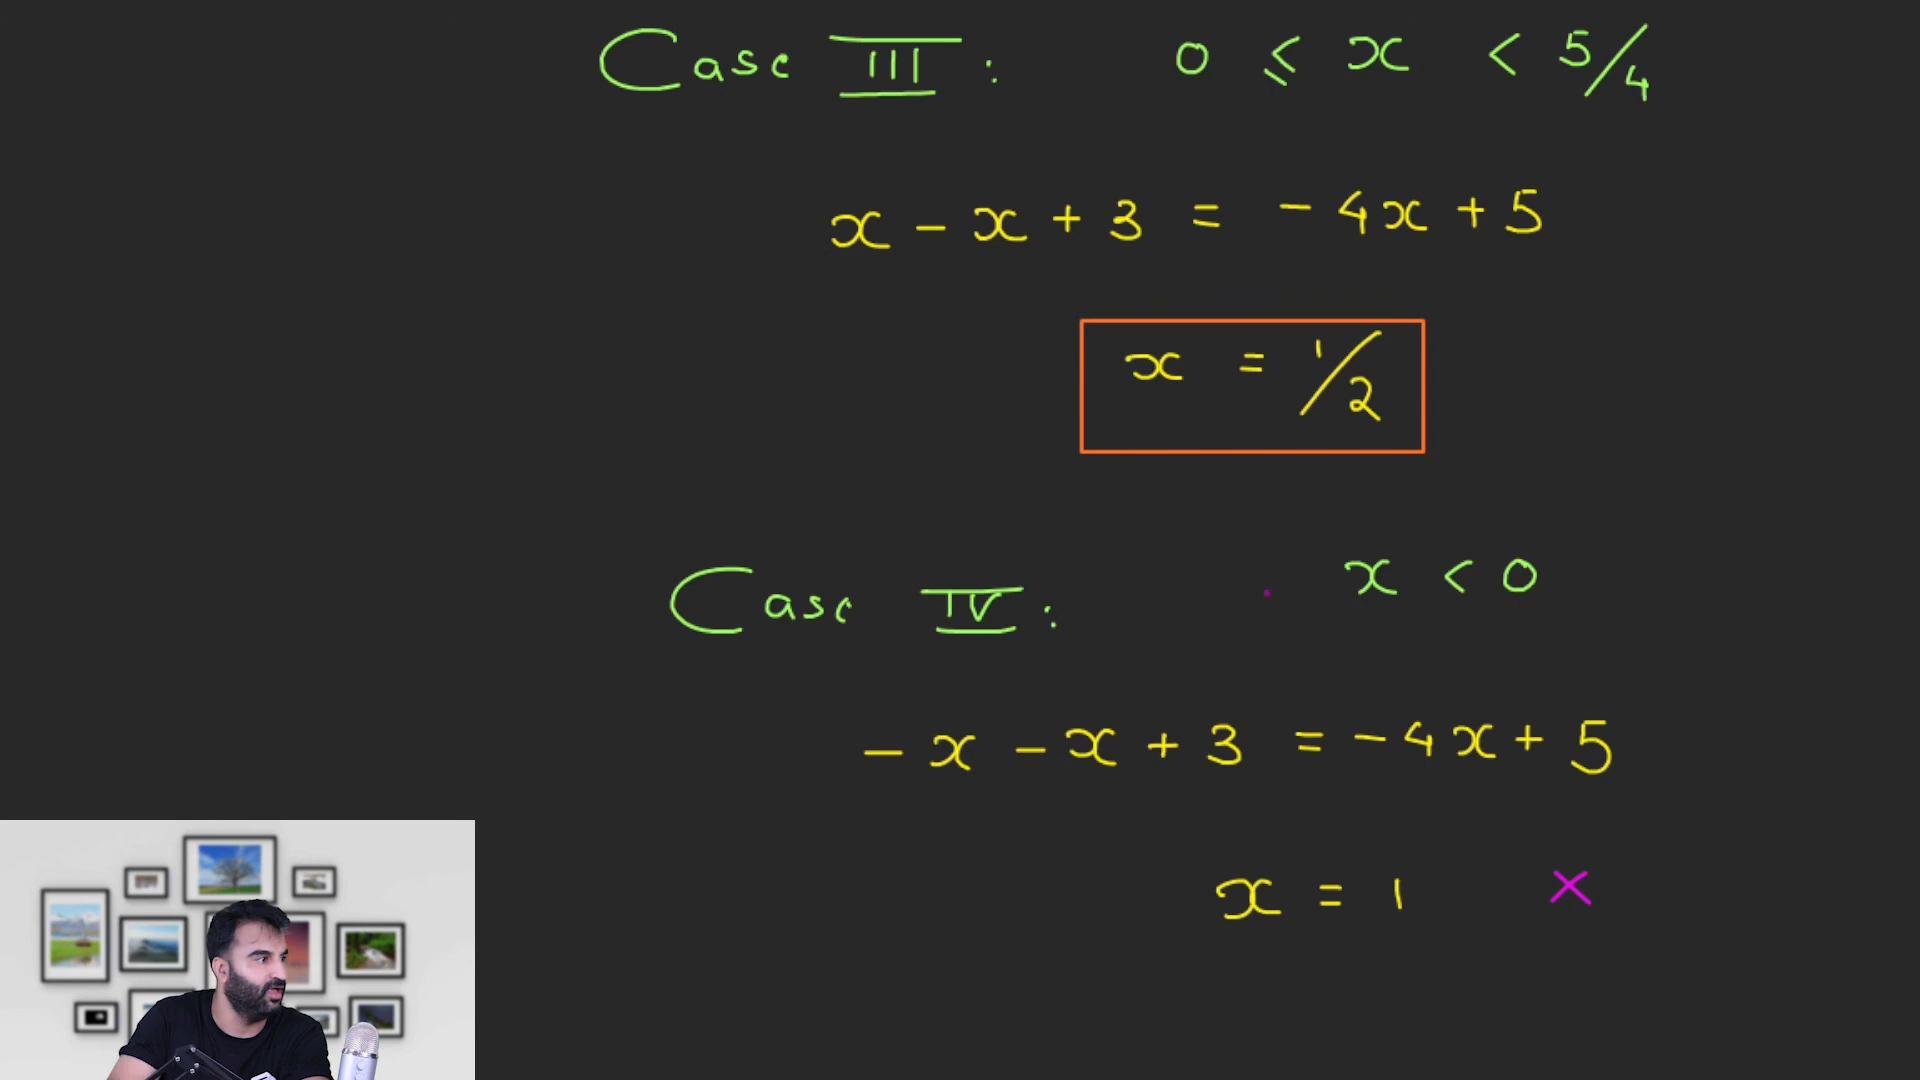 Case III : 0 ≤ x < 5/4
x - x + 3 = - 4x + 5
x = 1/2
Case IV : x < 0
- x - x + 3 = - 4x + 5
x = 1 ×